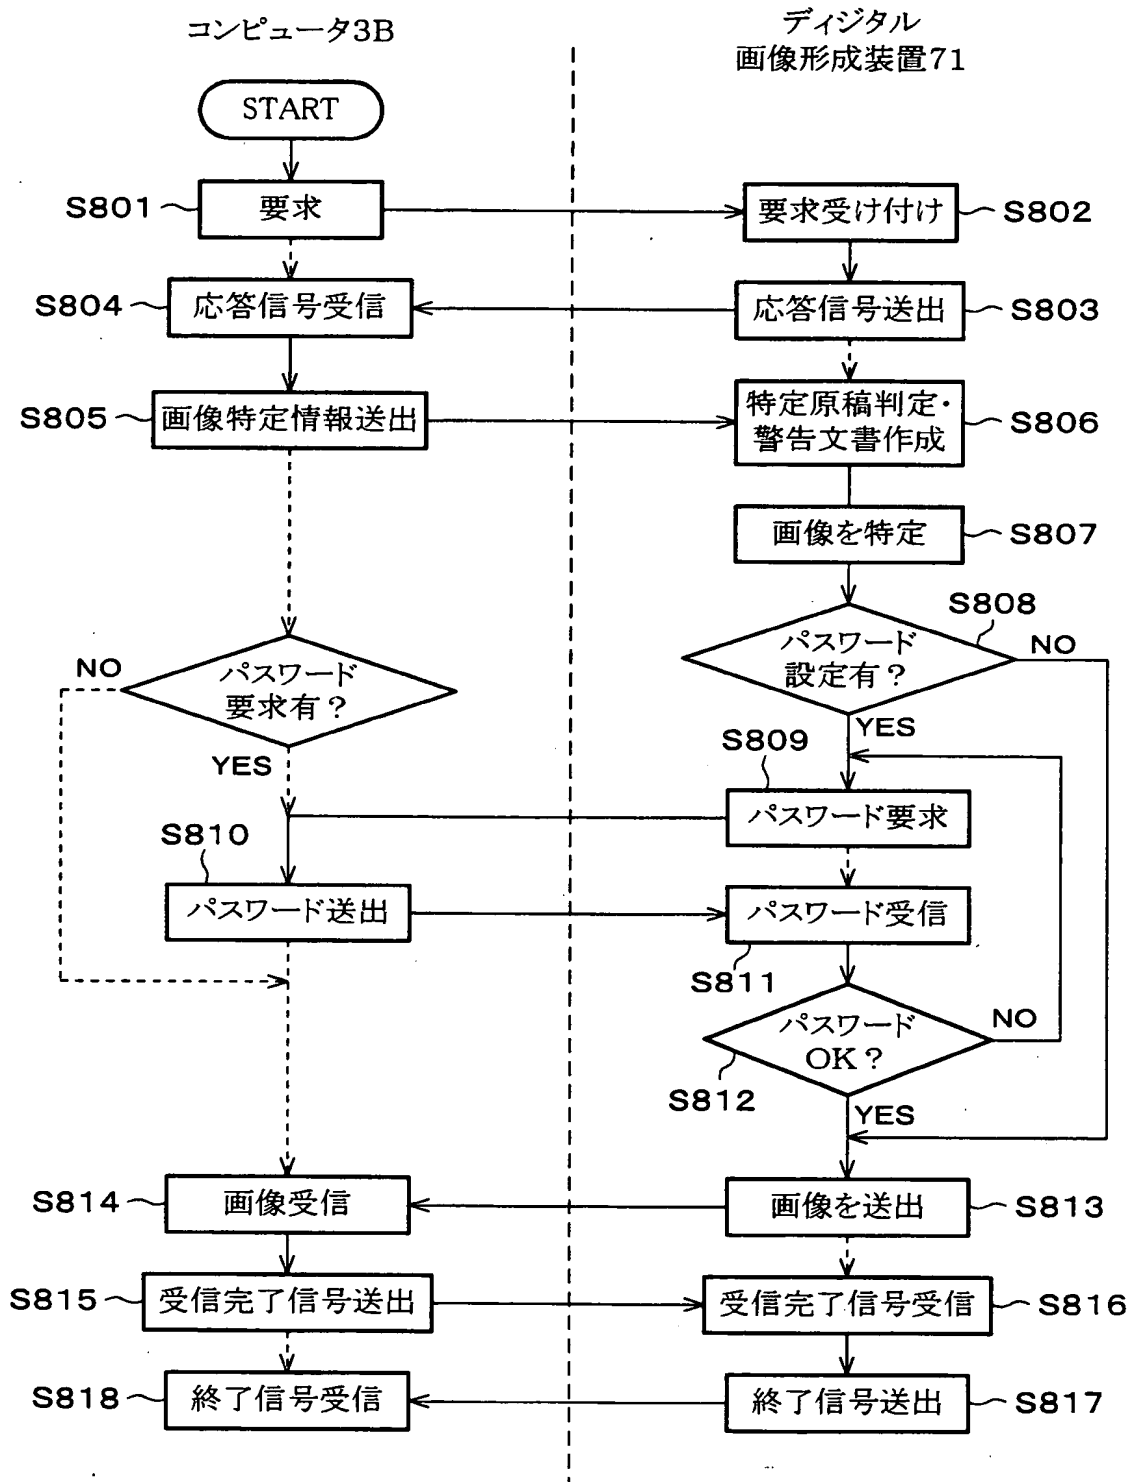 コンピュータ3B
ディジタル
画像形成装置71
START
S801
要求
要求受け付け
S802
S804
応答信号受信
応答信号送出
S803
S805
画像特定情報送出
特定原稿判定・
警告文書作成
S806
画像を特定
S807
S808
パスワード
設定有？
NO
YES
NO
パスワード
要求有？
YES
S809
パスワード要求
S810
パスワード送出
パスワード受信
S811
パスワード
OK？
NO
S812
YES
S814
画像受信
画像を送出
S813
S815
受信完了信号送出
受信完了信号受信
S816
S818
終了信号受信
終了信号送出
S817